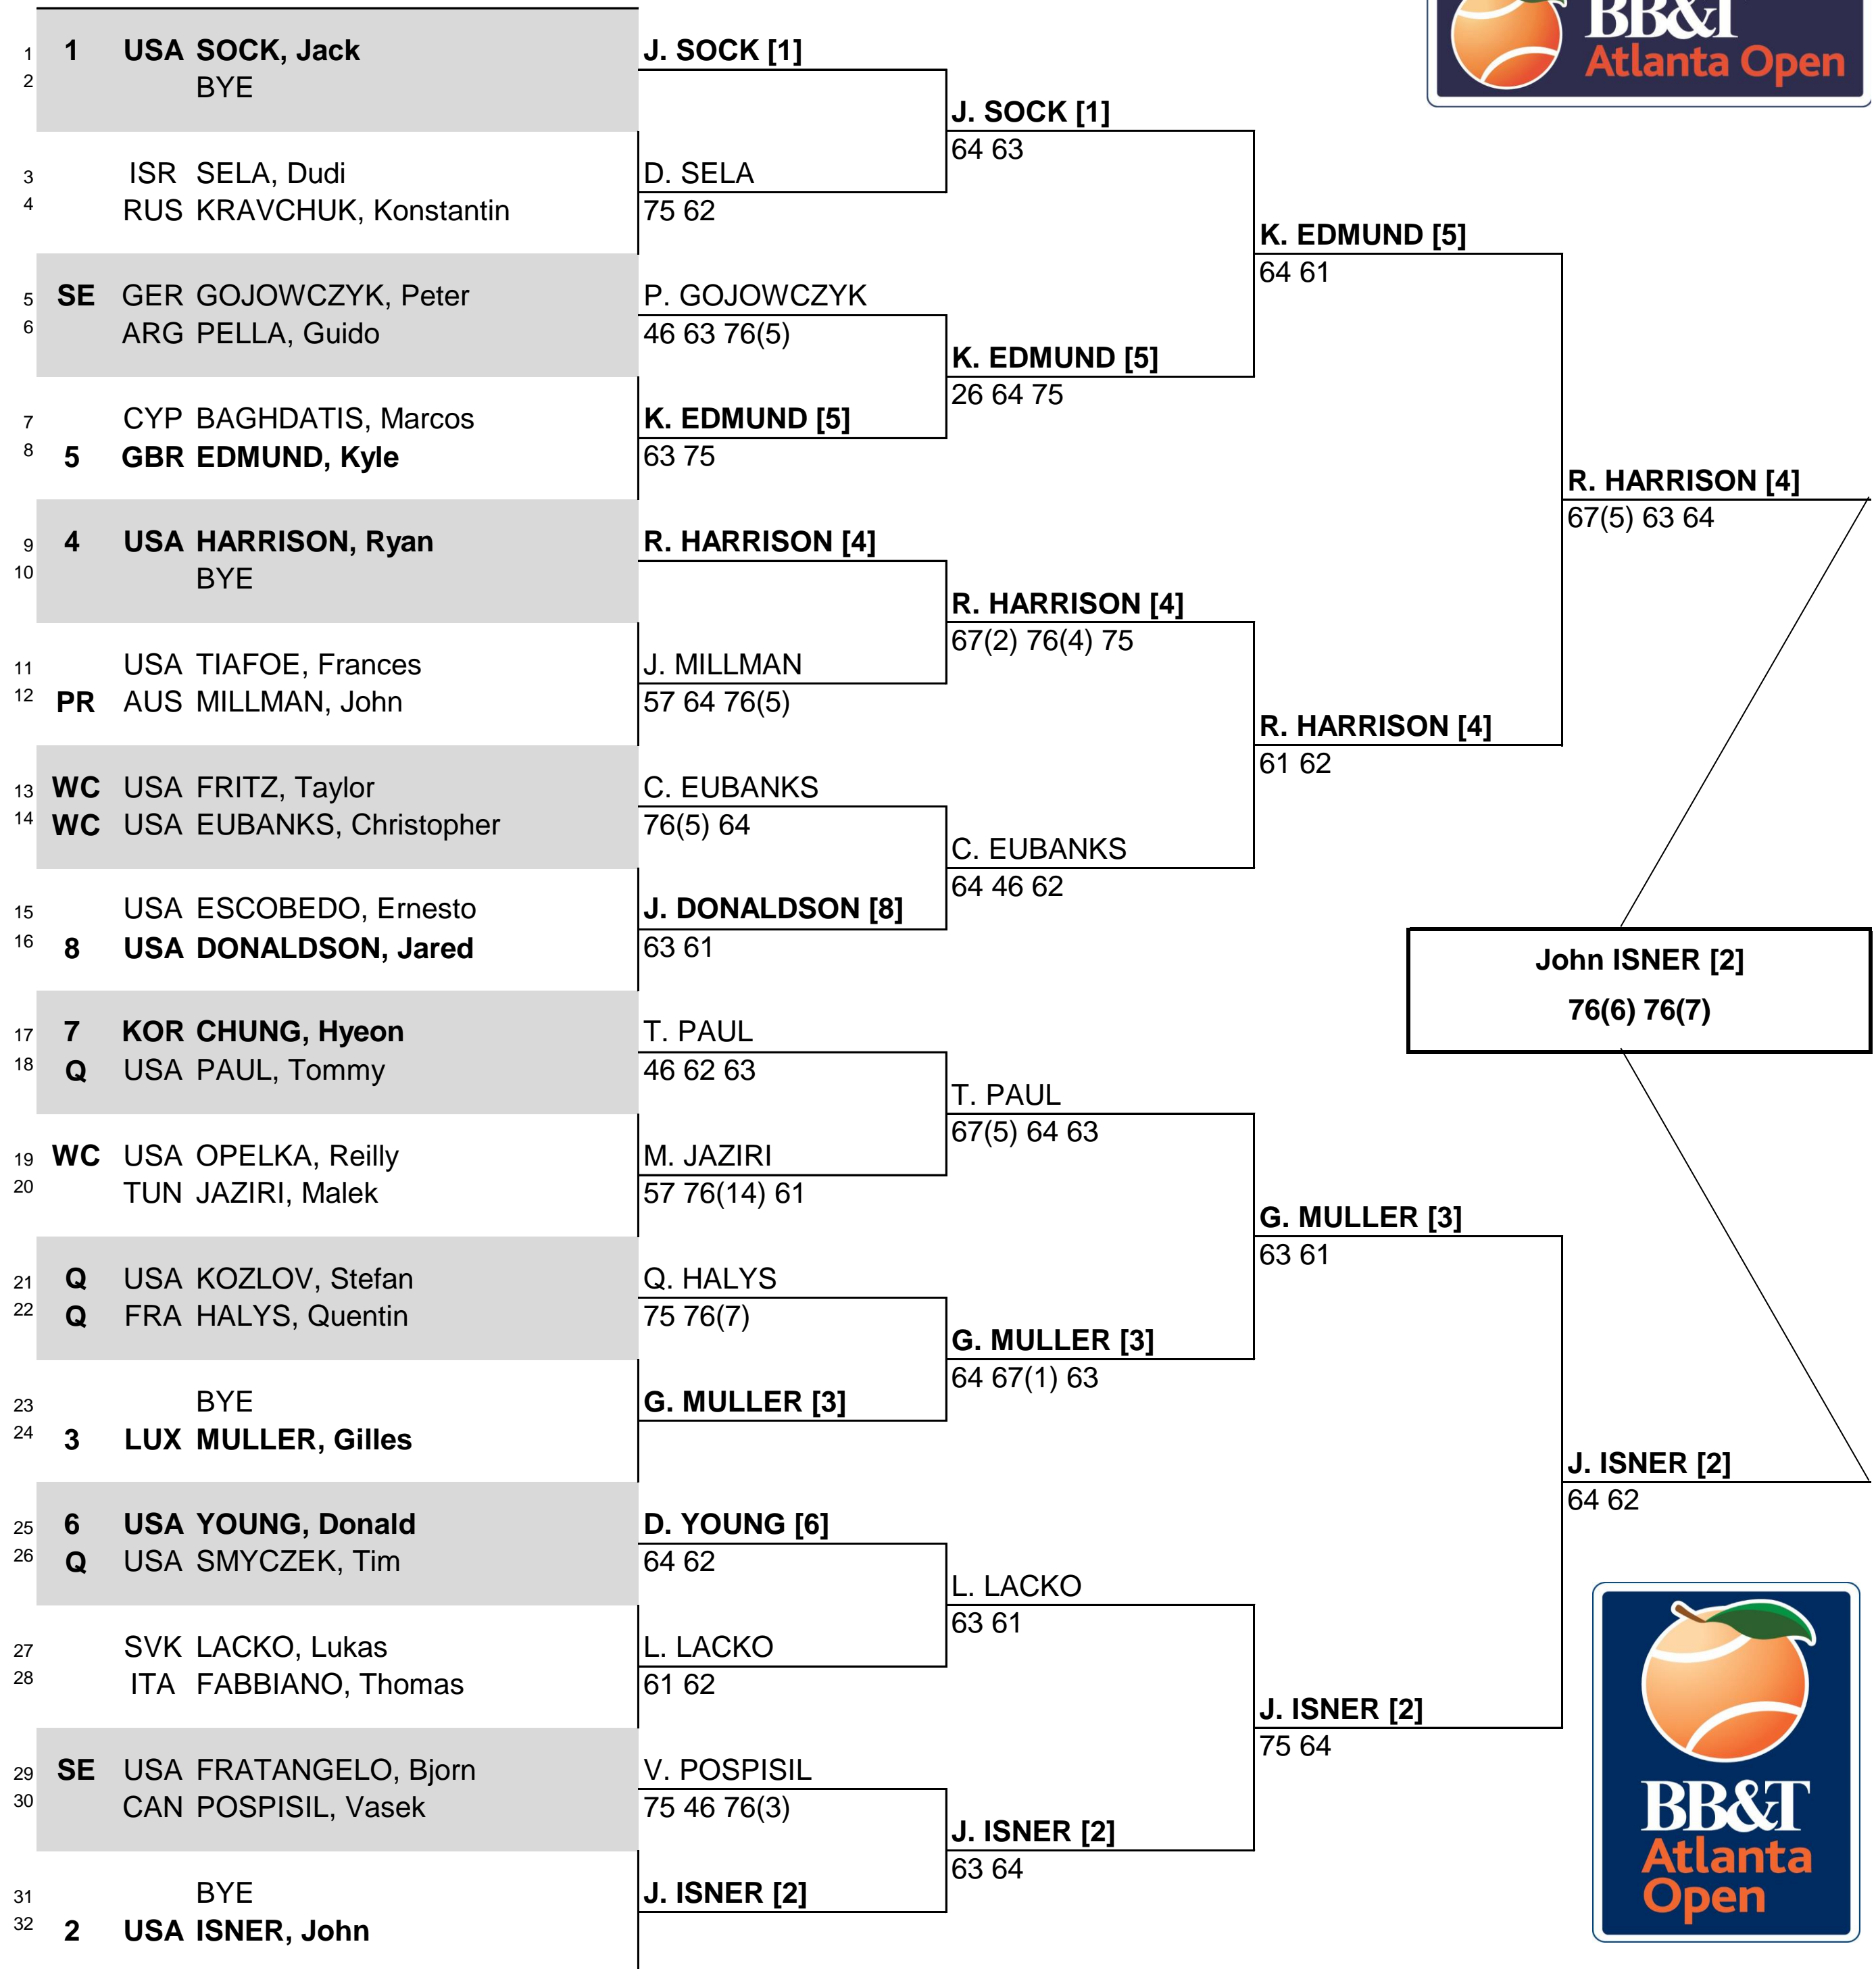 BB&T
Atlanta Open
1 1 USA SOCK, Jack
2 BYE
3 ISR SELA, Dudi
4 RUS KRAVCHUK, Konstantin
5 SE GER GOJOWCZYK, Peter
6 ARG PELLA, Guido
7 CYP BAGHDATIS, Marcos
8 5 GBR EDMUND, Kyle
9 4 USA HARRISON, Ryan
10 BYE
11 USA TIAFOE, Frances
12 PR AUS MILLMAN, John
13 WC USA FRITZ, Taylor
14 WC USA EUBANKS, Christopher
15 USA ESCOBEDO, Ernesto
16 8 USA DONALDSON, Jared
17 7 KOR CHUNG, Hyeon
18 Q USA PAUL, Tommy
19 WC USA OPELKA, Reilly
20 TUN JAZIRI, Malek
21 Q USA KOZLOV, Stefan
22 Q FRA HALYS, Quentin
23 BYE
24 3 LUX MULLER, Gilles
25 6 USA YOUNG, Donald
26 Q USA SMYCZEK, Tim
27 SVK LACKO, Lukas
28 ITA FABBIANO, Thomas
29 SE USA FRATANGELO, Bjorn
30 CAN POSPISIL, Vasek
31 BYE
32 2 USA ISNER, John
J. SOCK [1]
D. SELA
75 62
P. GOJOWCZYK
46 63 76(5)
K. EDMUND [5]
63 75
R. HARRISON [4]
J. MILLMAN
57 64 76(5)
C. EUBANKS
76(5) 64
J. DONALDSON [8]
63 61
T. PAUL
46 62 63
M. JAZIRI
57 76(14) 61
Q. HALYS
75 76(7)
G. MULLER [3]
D. YOUNG [6]
64 62
L. LACKO
61 62
V. POSPISIL
75 46 76(3)
J. ISNER [2]
J. SOCK [1]
64 63
K. EDMUND [5]
26 64 75
R. HARRISON [4]
67(2) 76(4) 75
C. EUBANKS
64 46 62
T. PAUL
67(5) 64 63
G. MULLER [3]
64 67(1) 63
L. LACKO
63 61
J. ISNER [2]
63 64
K. EDMUND [5]
64 61
R. HARRISON [4]
61 62
G. MULLER [3]
63 61
J. ISNER [2]
75 64
R. HARRISON [4]
67(5) 63 64
J. ISNER [2]
64 62
John ISNER [2]
76(6) 76(7)
BB&T
Atlanta
Open